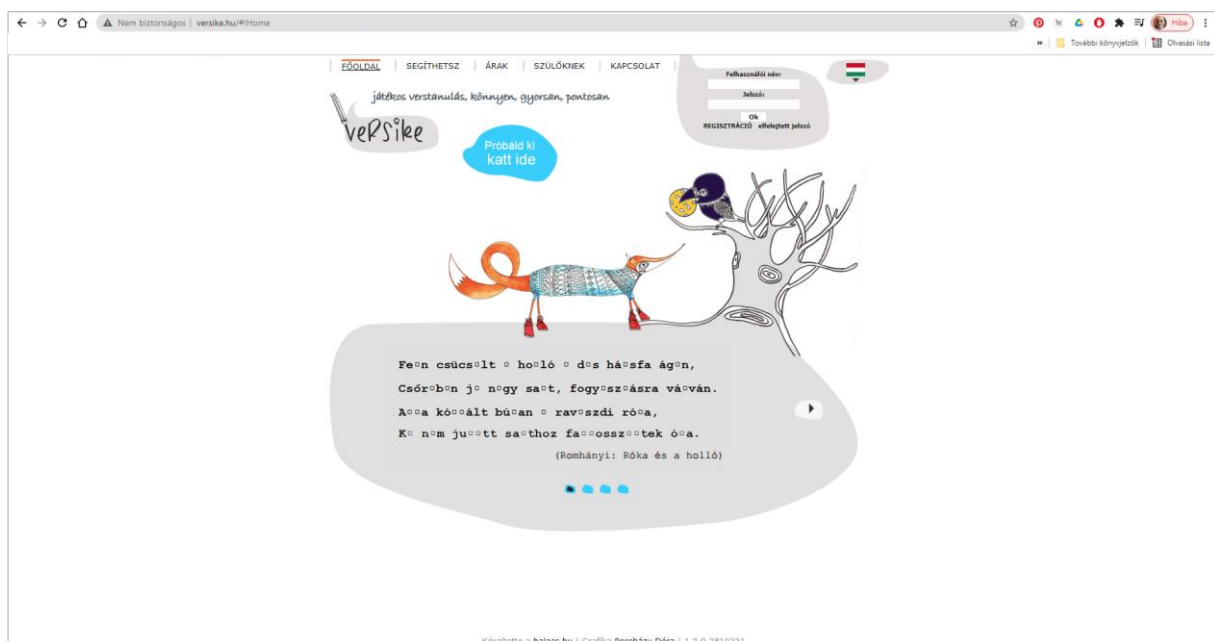 Nem biztonságos | versike.hu/#!Home
Hiba
» További könyvjelzők | Olvasási lista
FŐOLDAL | SEGÍTHETSZ | ÁRAK | SZÜLŐKNEK | KAPCSOLAT
Felhasználói név:
Jelszó:
Ok
REGISZTRÁCIÓ elfelejtett jelszó
játékos verstanulás, könnyen, gyorsan, pontosan
versike
Próbáld ki
katt ide
Fe▫n csücs▫lt ▫ ho▫ló ▫ d▫s há▫sfa ág▫n,
Csőr▫b▫n j▫ n▫gy sa▫t, fogy▫sz▫ásra vá▫ván.
A▫▫a kó▫▫ált bú▫an ▫ rav▫szdi ró▫a,
K▫ n▫m ju▫▫tt sa▫thoz fa▫▫ossz▫▫tek ó▫a.
(Romhányi: Róka és a holló)